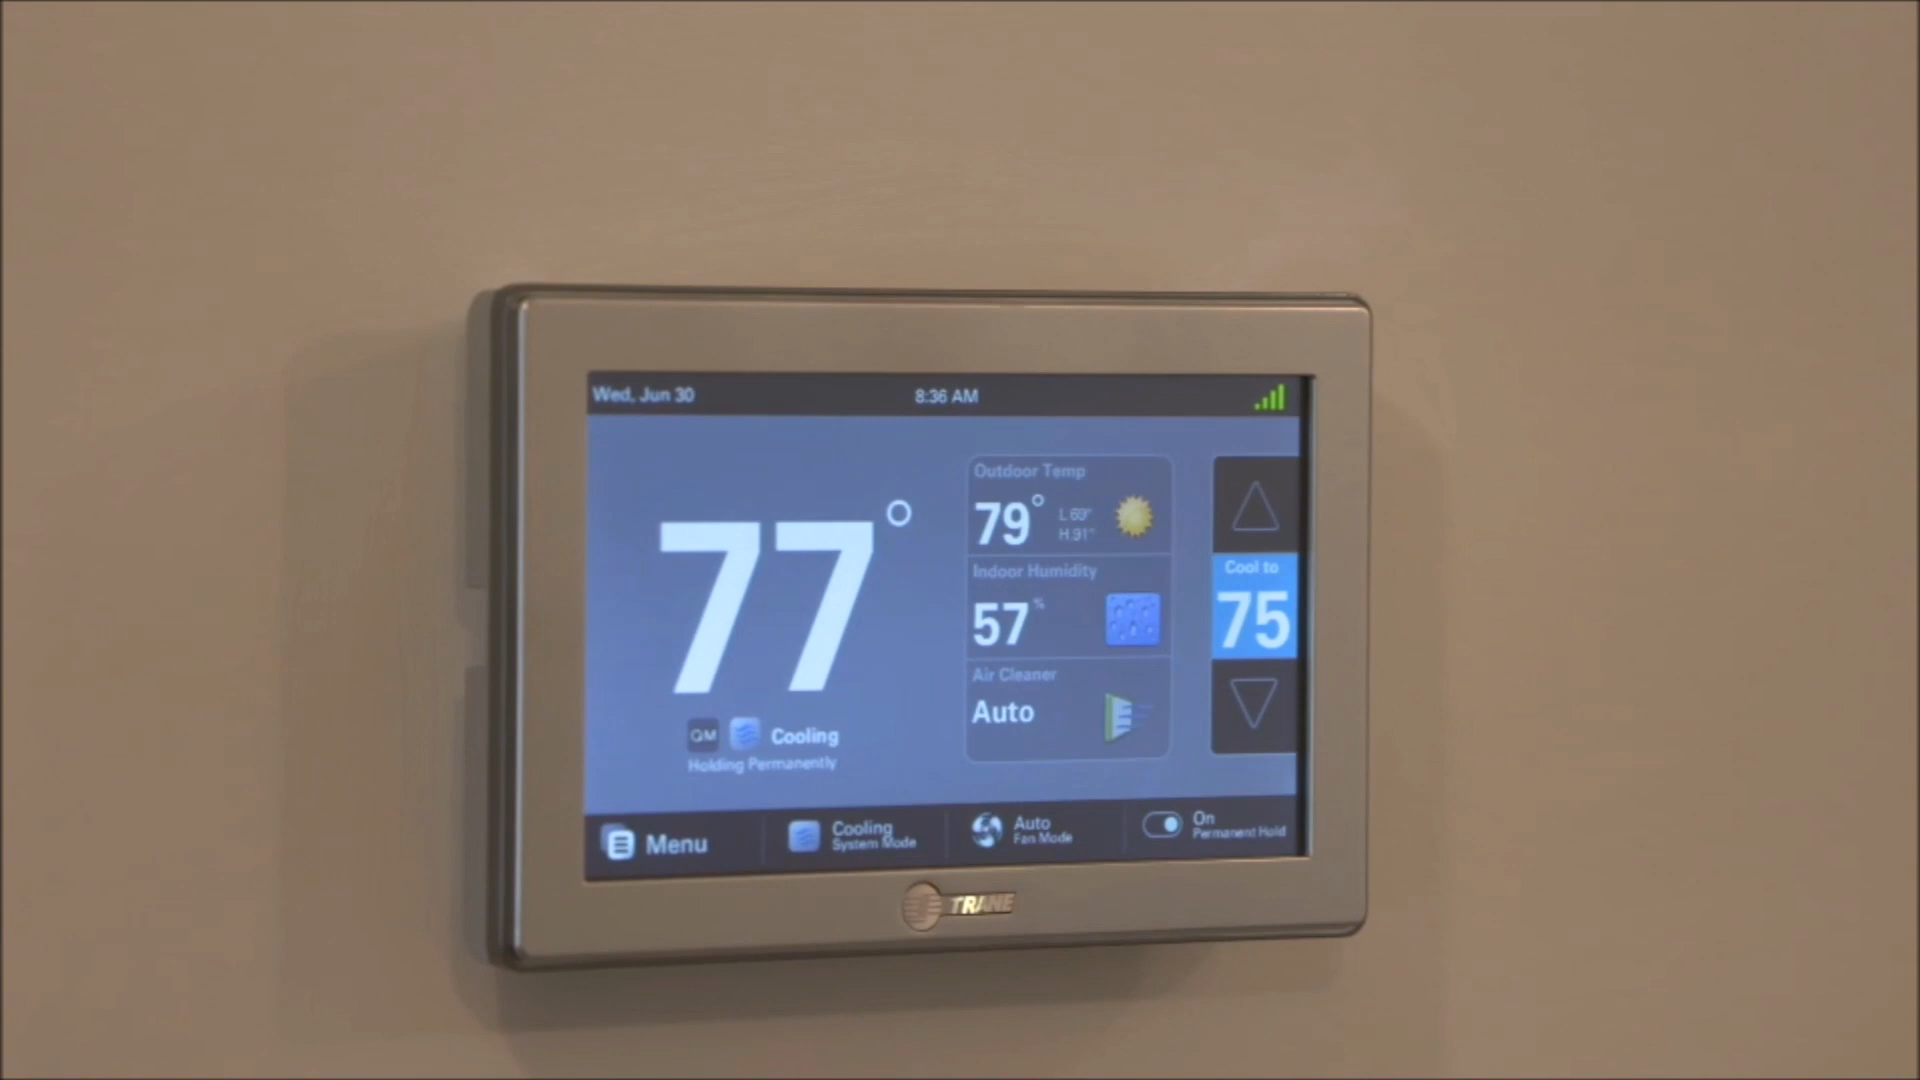 Wed, Jun 30
8:36 AM
77°
QM
Cooling
Holding Permanently
Outdoor Temp
79°
L 69°
H 91°
Indoor Humidity
57%
Air Cleaner
Auto
Cool to
75
Menu
Cooling
System Mode
Auto
Fan Mode
On
Permanent Hold
TRANE